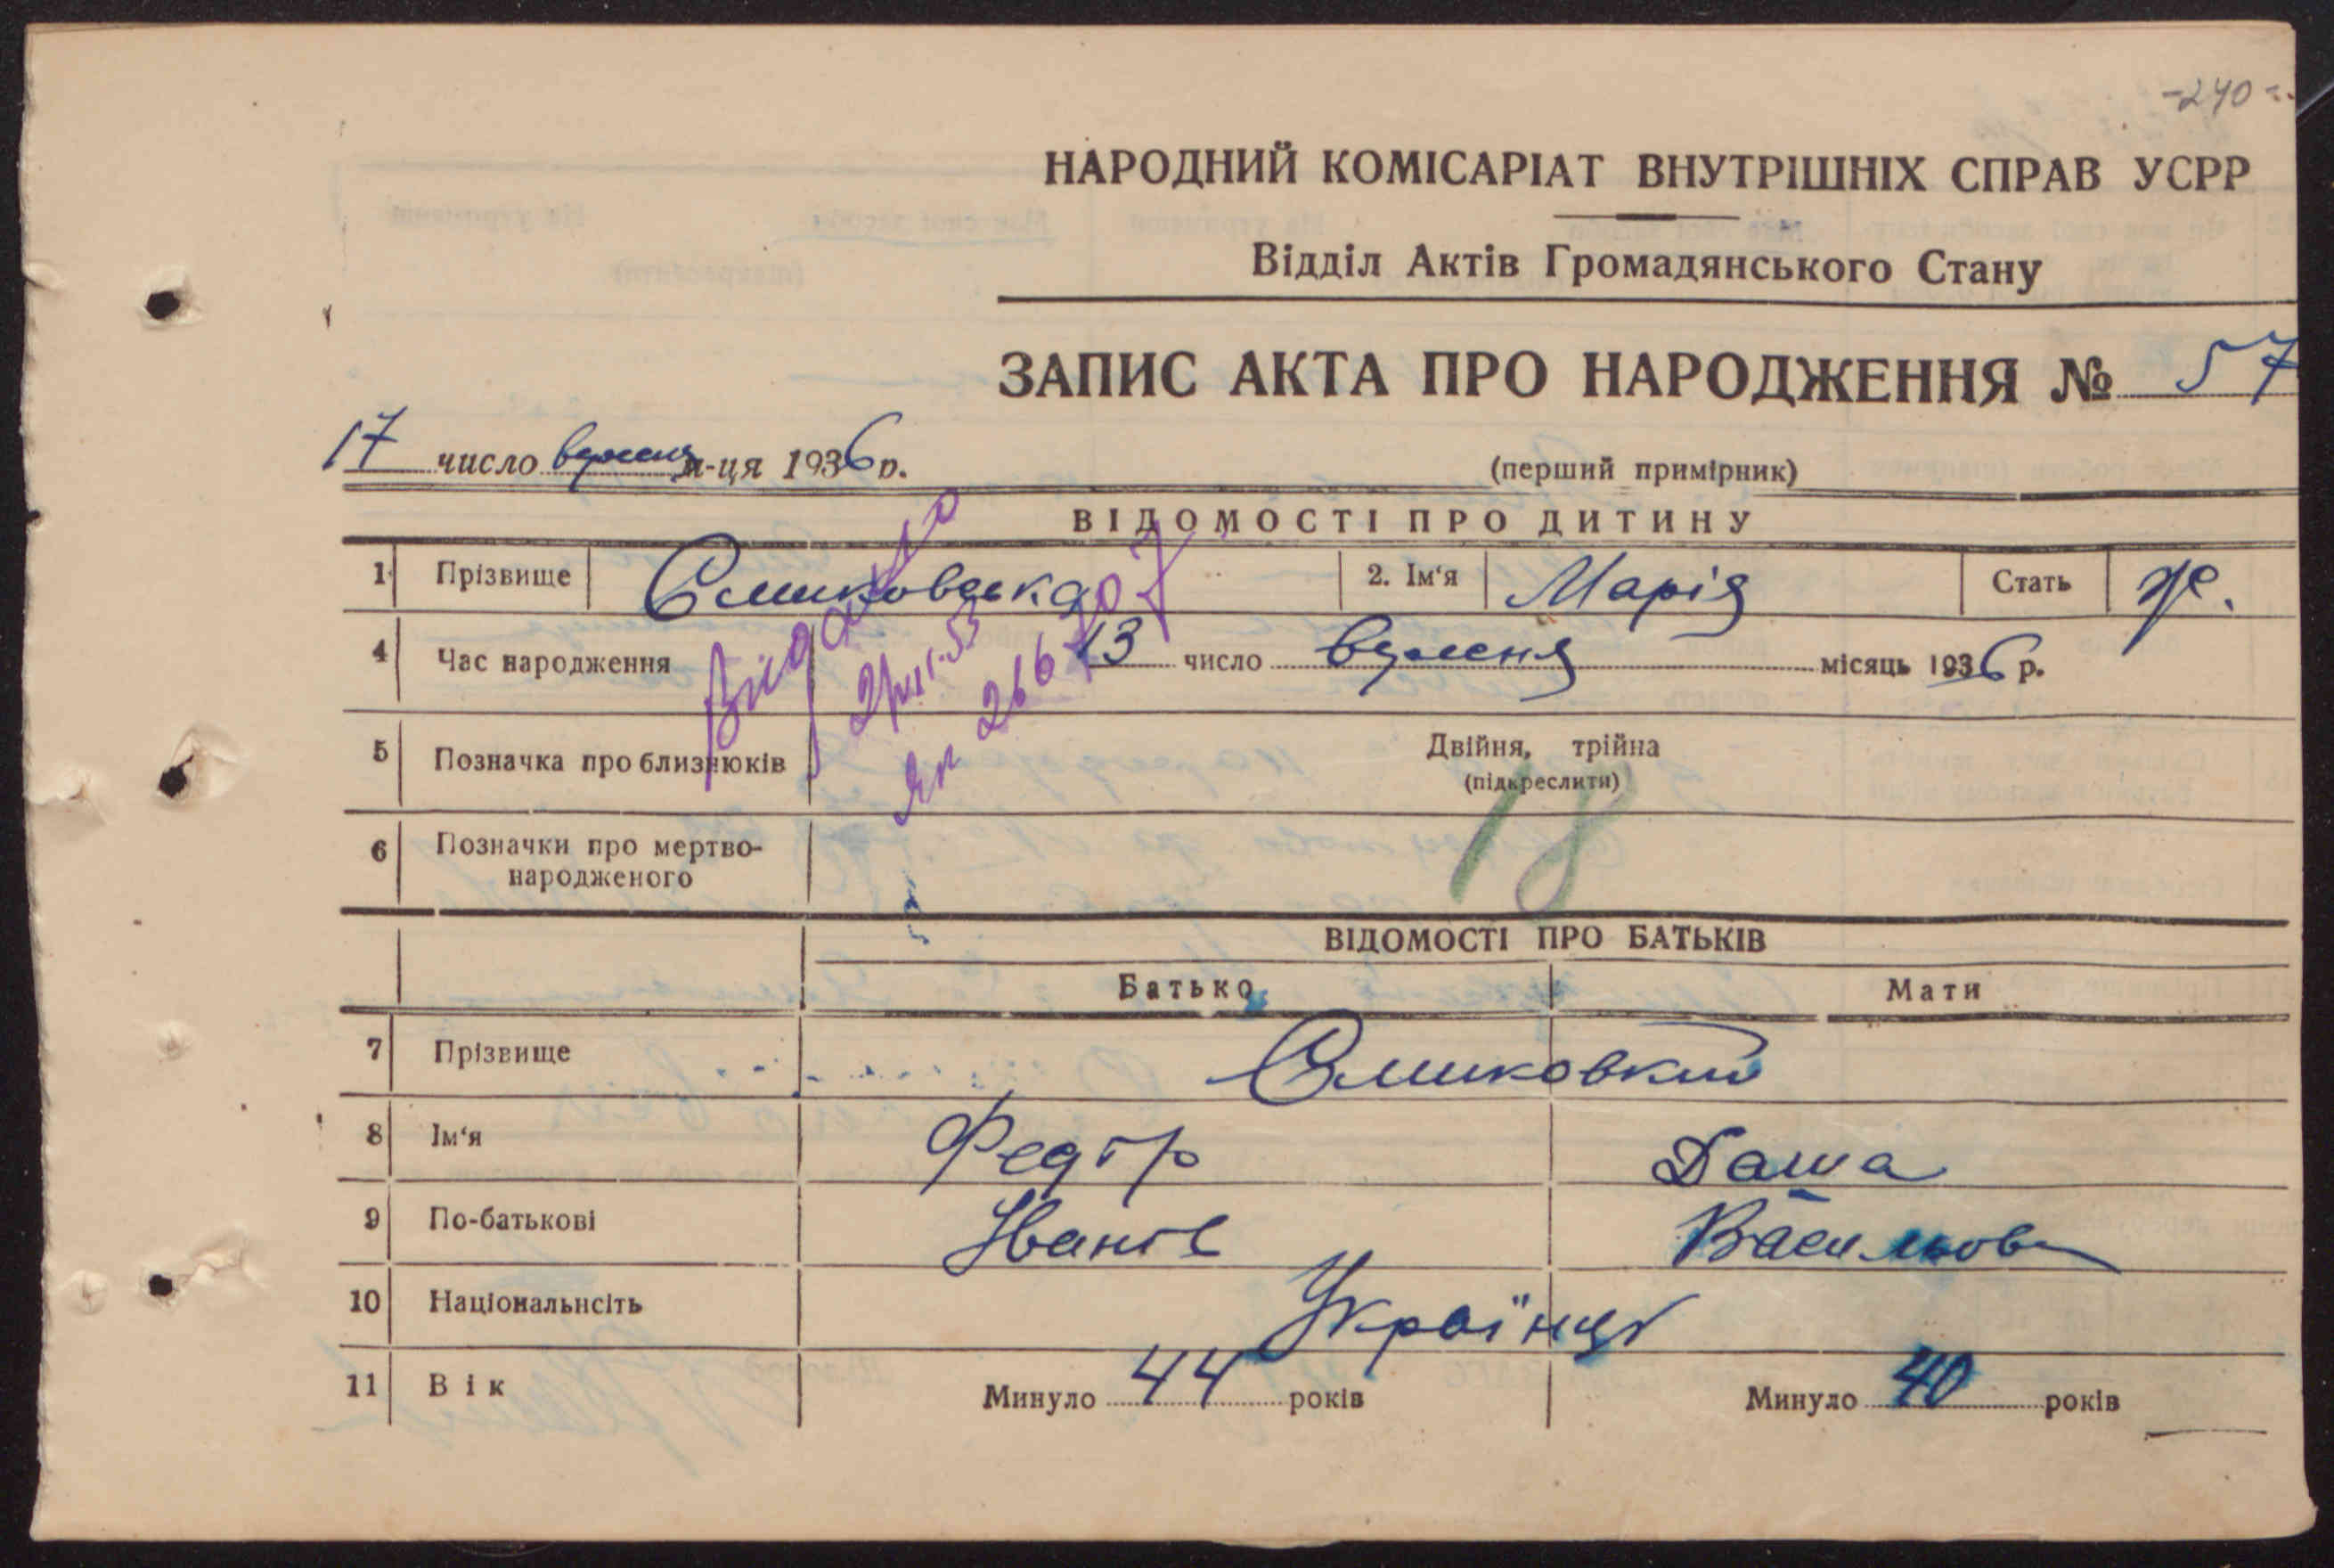 -240-
НАРОДНИЙ КОМІСАРІАТ ВНУТРІШНІХ СПРАВ УСРР
Відділ Актів Громадянського Стану
ЗАПИС АКТА ПРО НАРОДЖЕННЯ № 57
17 число вересня м-ця 1936 р.
(перший примірник)
ВІДОМОСТІ ПРО ДИТИНУ
1 Прізвище 2. Ім‘я Марія Стать ж.
4 Час народження 13 число вересня місяць 1936 р.
Видано
5 Позначка про близнюків Двійня, трійна
(підкреслити)
18
6 Позначки про мертво-
народженого
ВІДОМОСТІ ПРО БАТЬКІВ
Батько Мати
7 Прізвище
8 Ім‘я Федір Даша
9 По-батькові Іванів Васильов
10 Національнсіть Українці
11 Вік Минуло 44 років Минуло 40 років